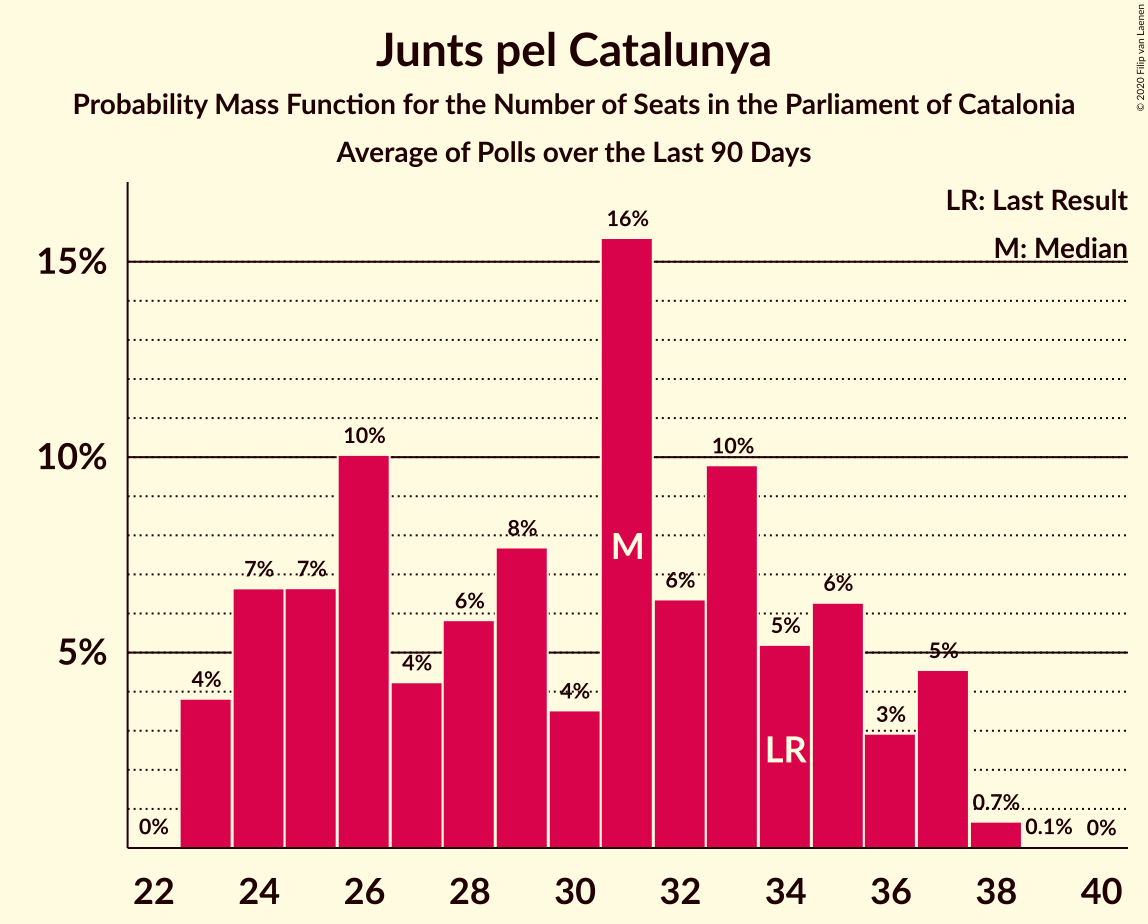 Junts pel Catalunya
Probability Mass Function for the Number of Seats in the Parliament of Catalonia
Average of Polls over the Last 90 Days
© 2020 Filip van Laenen
LR: Last Result
M: Median
15%
10%
5%
0%
4%
7%
7%
10%
4%
6%
8%
4%
16%
M
6%
10%
5%
LR
6%
3%
5%
0.7%
0.1%
0%
22 24 26 28 30 32 34 36 38 40